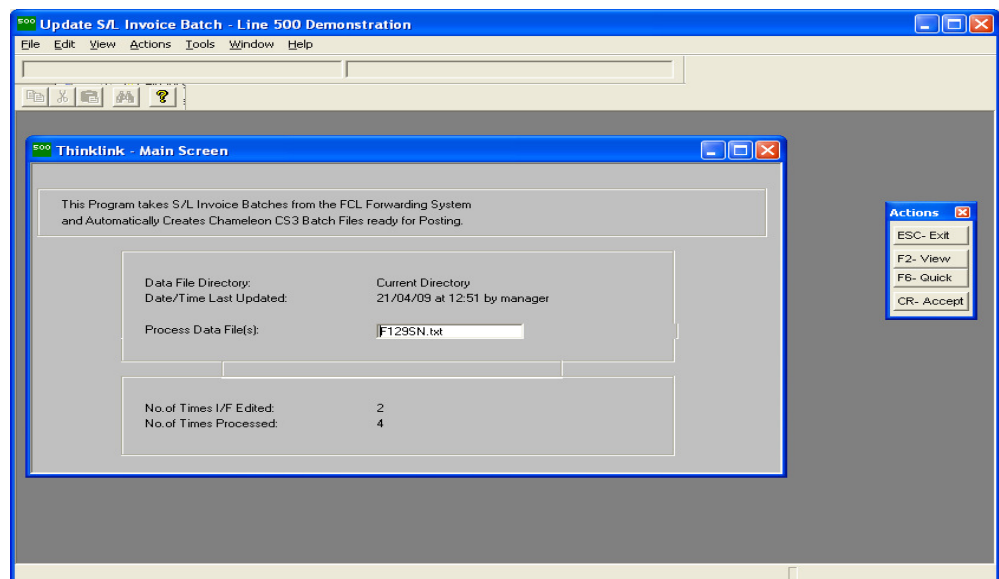 500 Update S/L Invoice Batch - Line 500 Demonstration
File Edit View Actions Tools Window Help
500 Thinklink - Main Screen
This Program takes S/L Invoice Batches from the FCL Forwarding System
and Automatically Creates Chameleon CS3 Batch Files ready for Posting.
Data File Directory: Current Directory
Date/Time Last Updated: 21/04/09 at 12:51 by manager
Process Data File(s): F129SN.txt
No.of Times I/F Edited: 2
No.of Times Processed: 4
Actions
ESC- Exit
F2- View
F6- Quick
CR- Accept